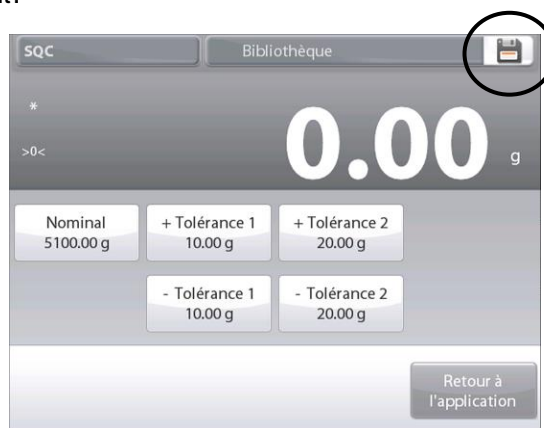 SQC
Bibliothèque
*
>0<
0.00 g
Nominal
5100.00 g
+ Tolérance 1
10.00 g
+ Tolérance 2
20.00 g
- Tolérance 1
10.00 g
- Tolérance 2
20.00 g
Retour à
l'application